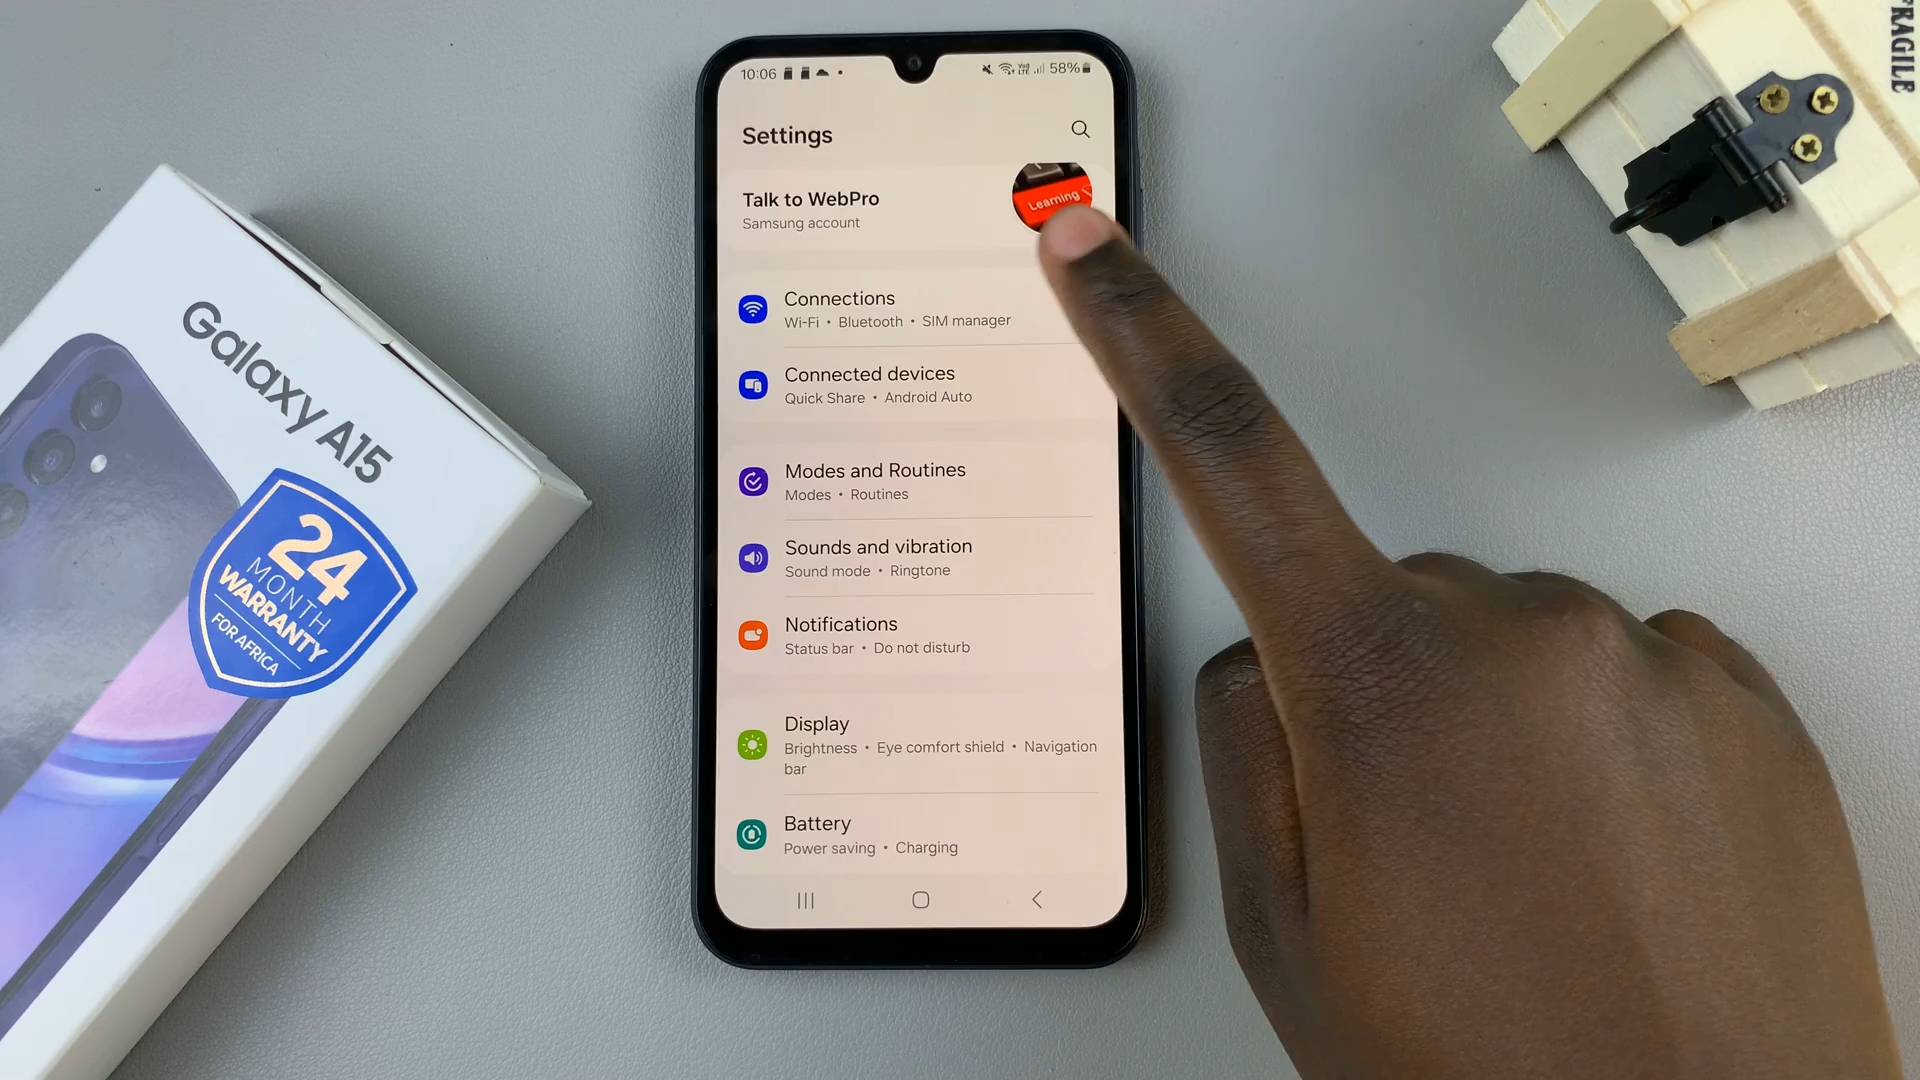 10:06
Vo)
LTE
58%
Settings
Talk to WebPro
Samsung account
Learning
Connections
Wi-Fi • Bluetooth • SIM manager
Connected devices
Quick Share • Android Auto
Modes and Routines
Modes • Routines
Sounds and vibration
Sound mode • Ringtone
Notifications
Status bar • Do not disturb
Display
Brightness • Eye comfort shield • Navigation
bar
Battery
Power saving • Charging
Galaxy A15
24
MONTH
WARRANTY
FOR AFRICA
FRAGILE